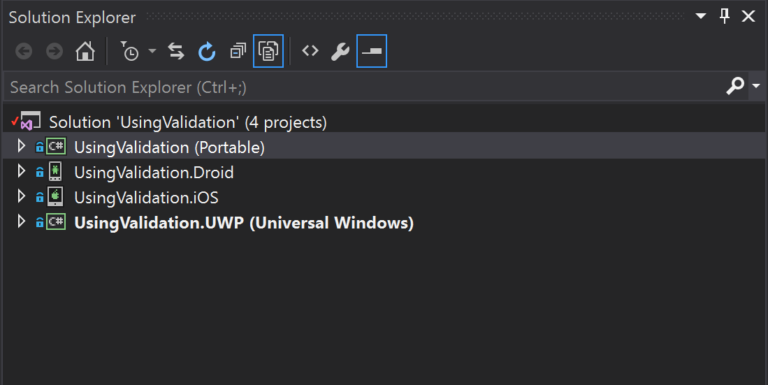 Solution Explorer
Search Solution Explorer (Ctrl+;)
Solution 'UsingValidation' (4 projects)
C# UsingValidation (Portable)
UsingValidation.Droid
UsingValidation.iOS
C# UsingValidation.UWP (Universal Windows)